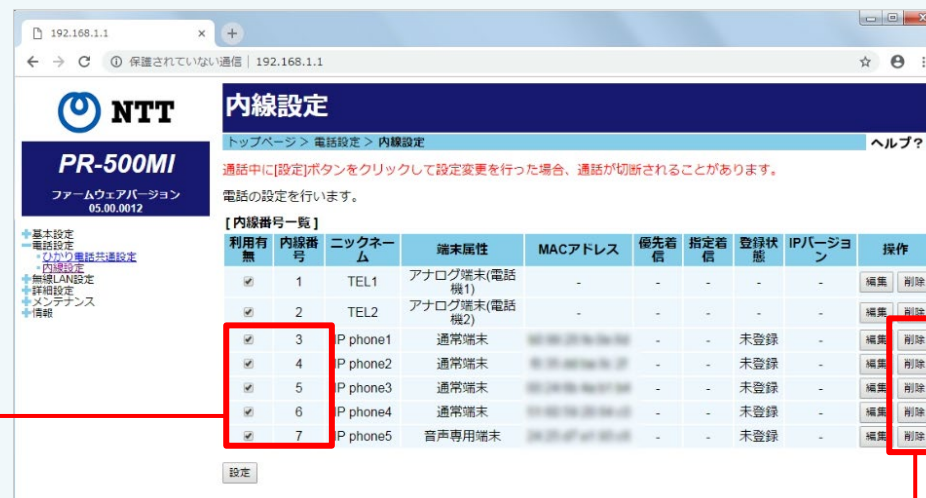 192.168.1.1
保護されていない通信 | 192.168.1.1
NTT
PR-500MI
ファームウェアバージョン
05.00.0012
基本設定
電話設定
ひかり電話共通設定
内線設定
無線LAN設定
詳細設定
メンテナンス
情報
内線設定
トップページ > 電話設定 > 内線設定 ヘルプ?
通話中に[設定]ボタンをクリックして設定変更を行った場合、通話が切断されることがあります。
電話の設定を行います。
[内線番号一覧]
利用有無 内線番号 ニックネーム 端末属性 MACアドレス 優先着信 指定着信 登録状態 IPバージョン 操作
1 TEL1 アナログ端末(電話機1) - - - - - 編集 削除
2 TEL2 アナログ端末(電話機2) - - - - - 編集 削除
3 IP phone1 通常端末 - - 未登録 - 編集 削除
4 IP phone2 通常端末 - - 未登録 - 編集 削除
5 IP phone3 通常端末 - - 未登録 - 編集 削除
6 IP phone4 通常端末 - - 未登録 - 編集 削除
7 IP phone5 音声専用端末 - - 未登録 - 編集 削除
設定